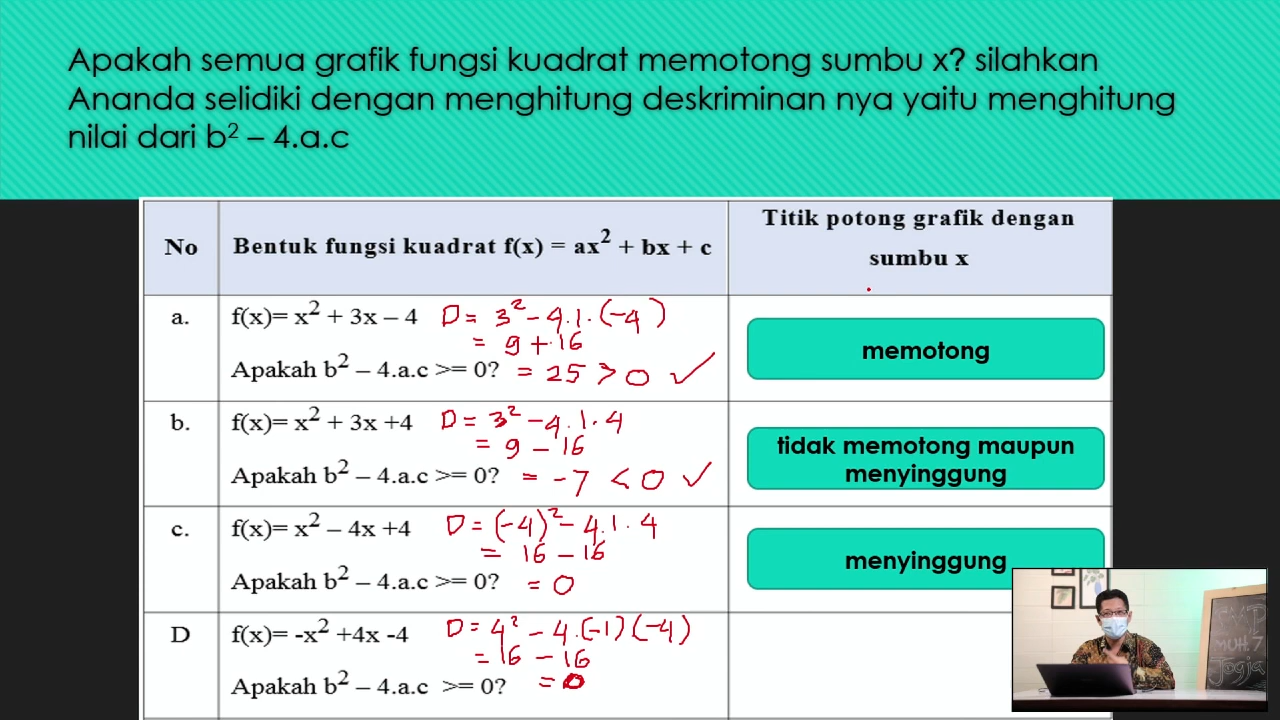 Apakah semua grafik fungsi kuadrat memotong sumbu x? silahkan
Ananda selidiki dengan menghitung deskriminan nya yaitu menghitung
nilai dari b² – 4.a.c
No
Bentuk fungsi kuadrat f(x) = ax² + bx + c
Titik potong grafik dengan
sumbu x
a.
f(x)= x² + 3x – 4
D = 3² - 4.1.(-4)
= 9 + 16
Apakah b² – 4.a.c >= 0?
= 25 > 0 ✓
memotong
b.
f(x)= x² + 3x +4
D = 3² - 4.1.4
= 9 - 16
Apakah b² – 4.a.c >= 0?
= -7 < 0 ✓
tidak memotong maupun
menyinggung
c.
f(x)= x² – 4x +4
D = (-4)² - 4.1.4
= 16 - 16
Apakah b² – 4.a.c >= 0?
= 0
menyinggung
D
f(x)= -x² +4x -4
D = 4² - 4.(-1)(-4)
= 16 - 16
Apakah b² – 4.a.c >= 0?
= 0
SMP
MUH. 7
Jogja